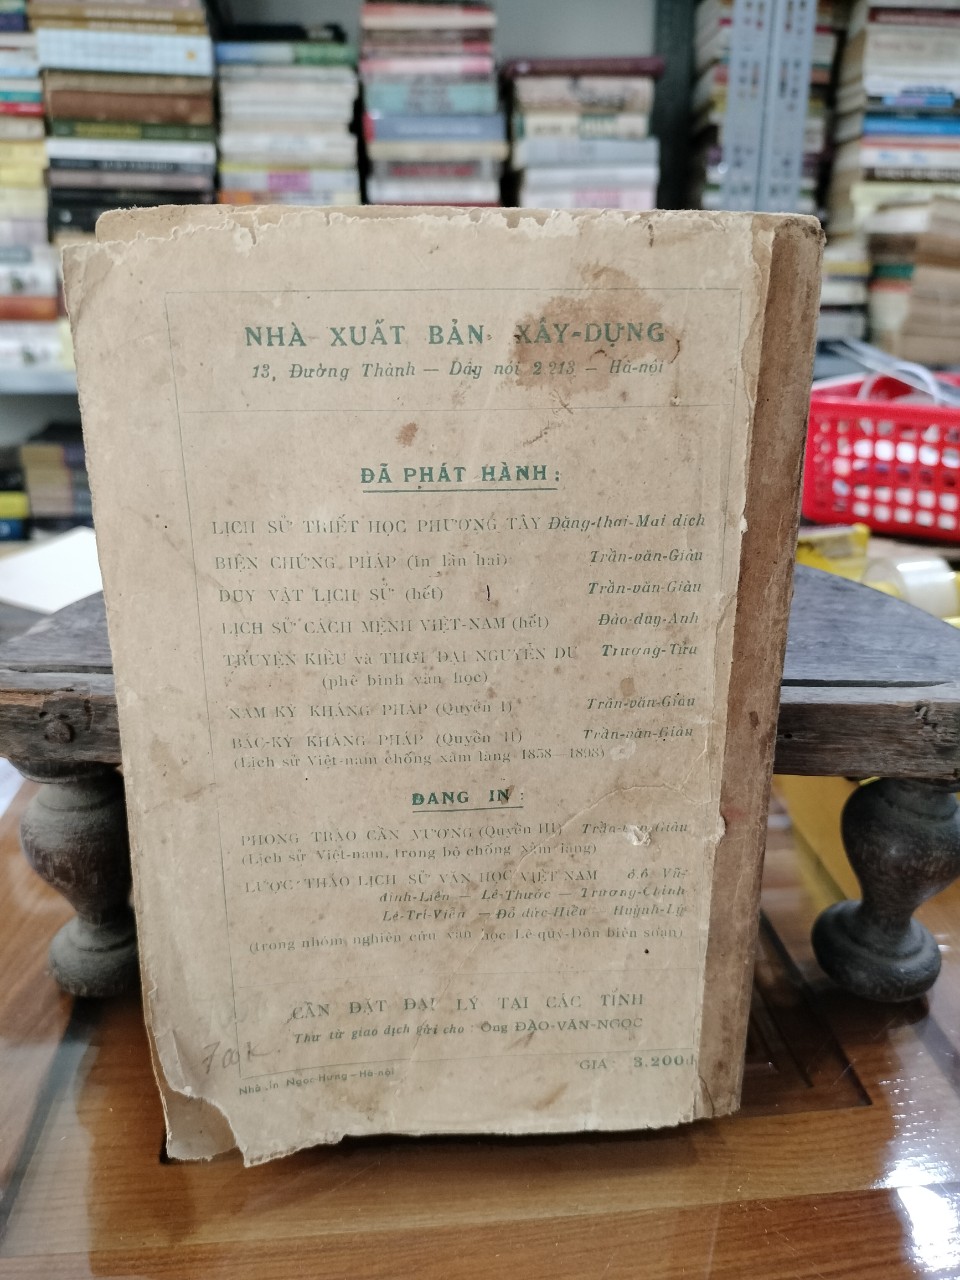 NHÀ XUẤT BẢN XÂY-DỰNG
13, Đường Thành — Dây nói 2213 — Hà-nội
ĐÃ PHÁT HÀNH :
LỊCH SỬ TRIẾT HỌC PHƯƠNG TÂY Đặng-thai-Mai dịch
BIỆN CHỨNG PHÁP (in lần hai) Trần-văn-Giàu
DUY VẬT LỊCH SỬ (hết) Trần-văn-Giàu
LỊCH SỬ CÁCH MỆNH VIỆT-NAM (hết) Đào-duy-Anh
TRUYỆN KIỀU và THỜI ĐẠI NGUYỄN DU Trương-Tửu
(phê bình văn học)
NAM KỲ KHÁNG PHÁP (Quyển I) Trần-văn-Giàu
BẮC-KỲ KHÁNG PHÁP (Quyển II) Trần-văn-Giàu
(Lịch sử Việt-nam chống xâm lăng 1858 — 1898)
ĐANG IN :
PHONG TRÀO CẦN VƯƠNG (Quyển III) Trần-văn-Giàu
(Lịch sử Việt-nam, trong bộ chống xâm lăng)
LƯỢC THẢO LỊCH SỬ VĂN HỌC VIỆT NAM ô.ô Vũ-
đình-Liên — Lê-Thước — Trương-Chính
Lê-Trí-Viễn — Đỗ đức-Hiểu — Huỳnh-Lý
(trong nhóm nghiên cứu văn học Lê-quý-Đôn biên soạn)
CẦN ĐẶT ĐẠI LÝ TẠI CÁC TỈNH
Thư từ giao dịch gửi cho : Ông ĐÀO-VĂN-NGỌC
Nhà in Ngọc-Hưng — Hà-nội
GIÁ : 3.200đ